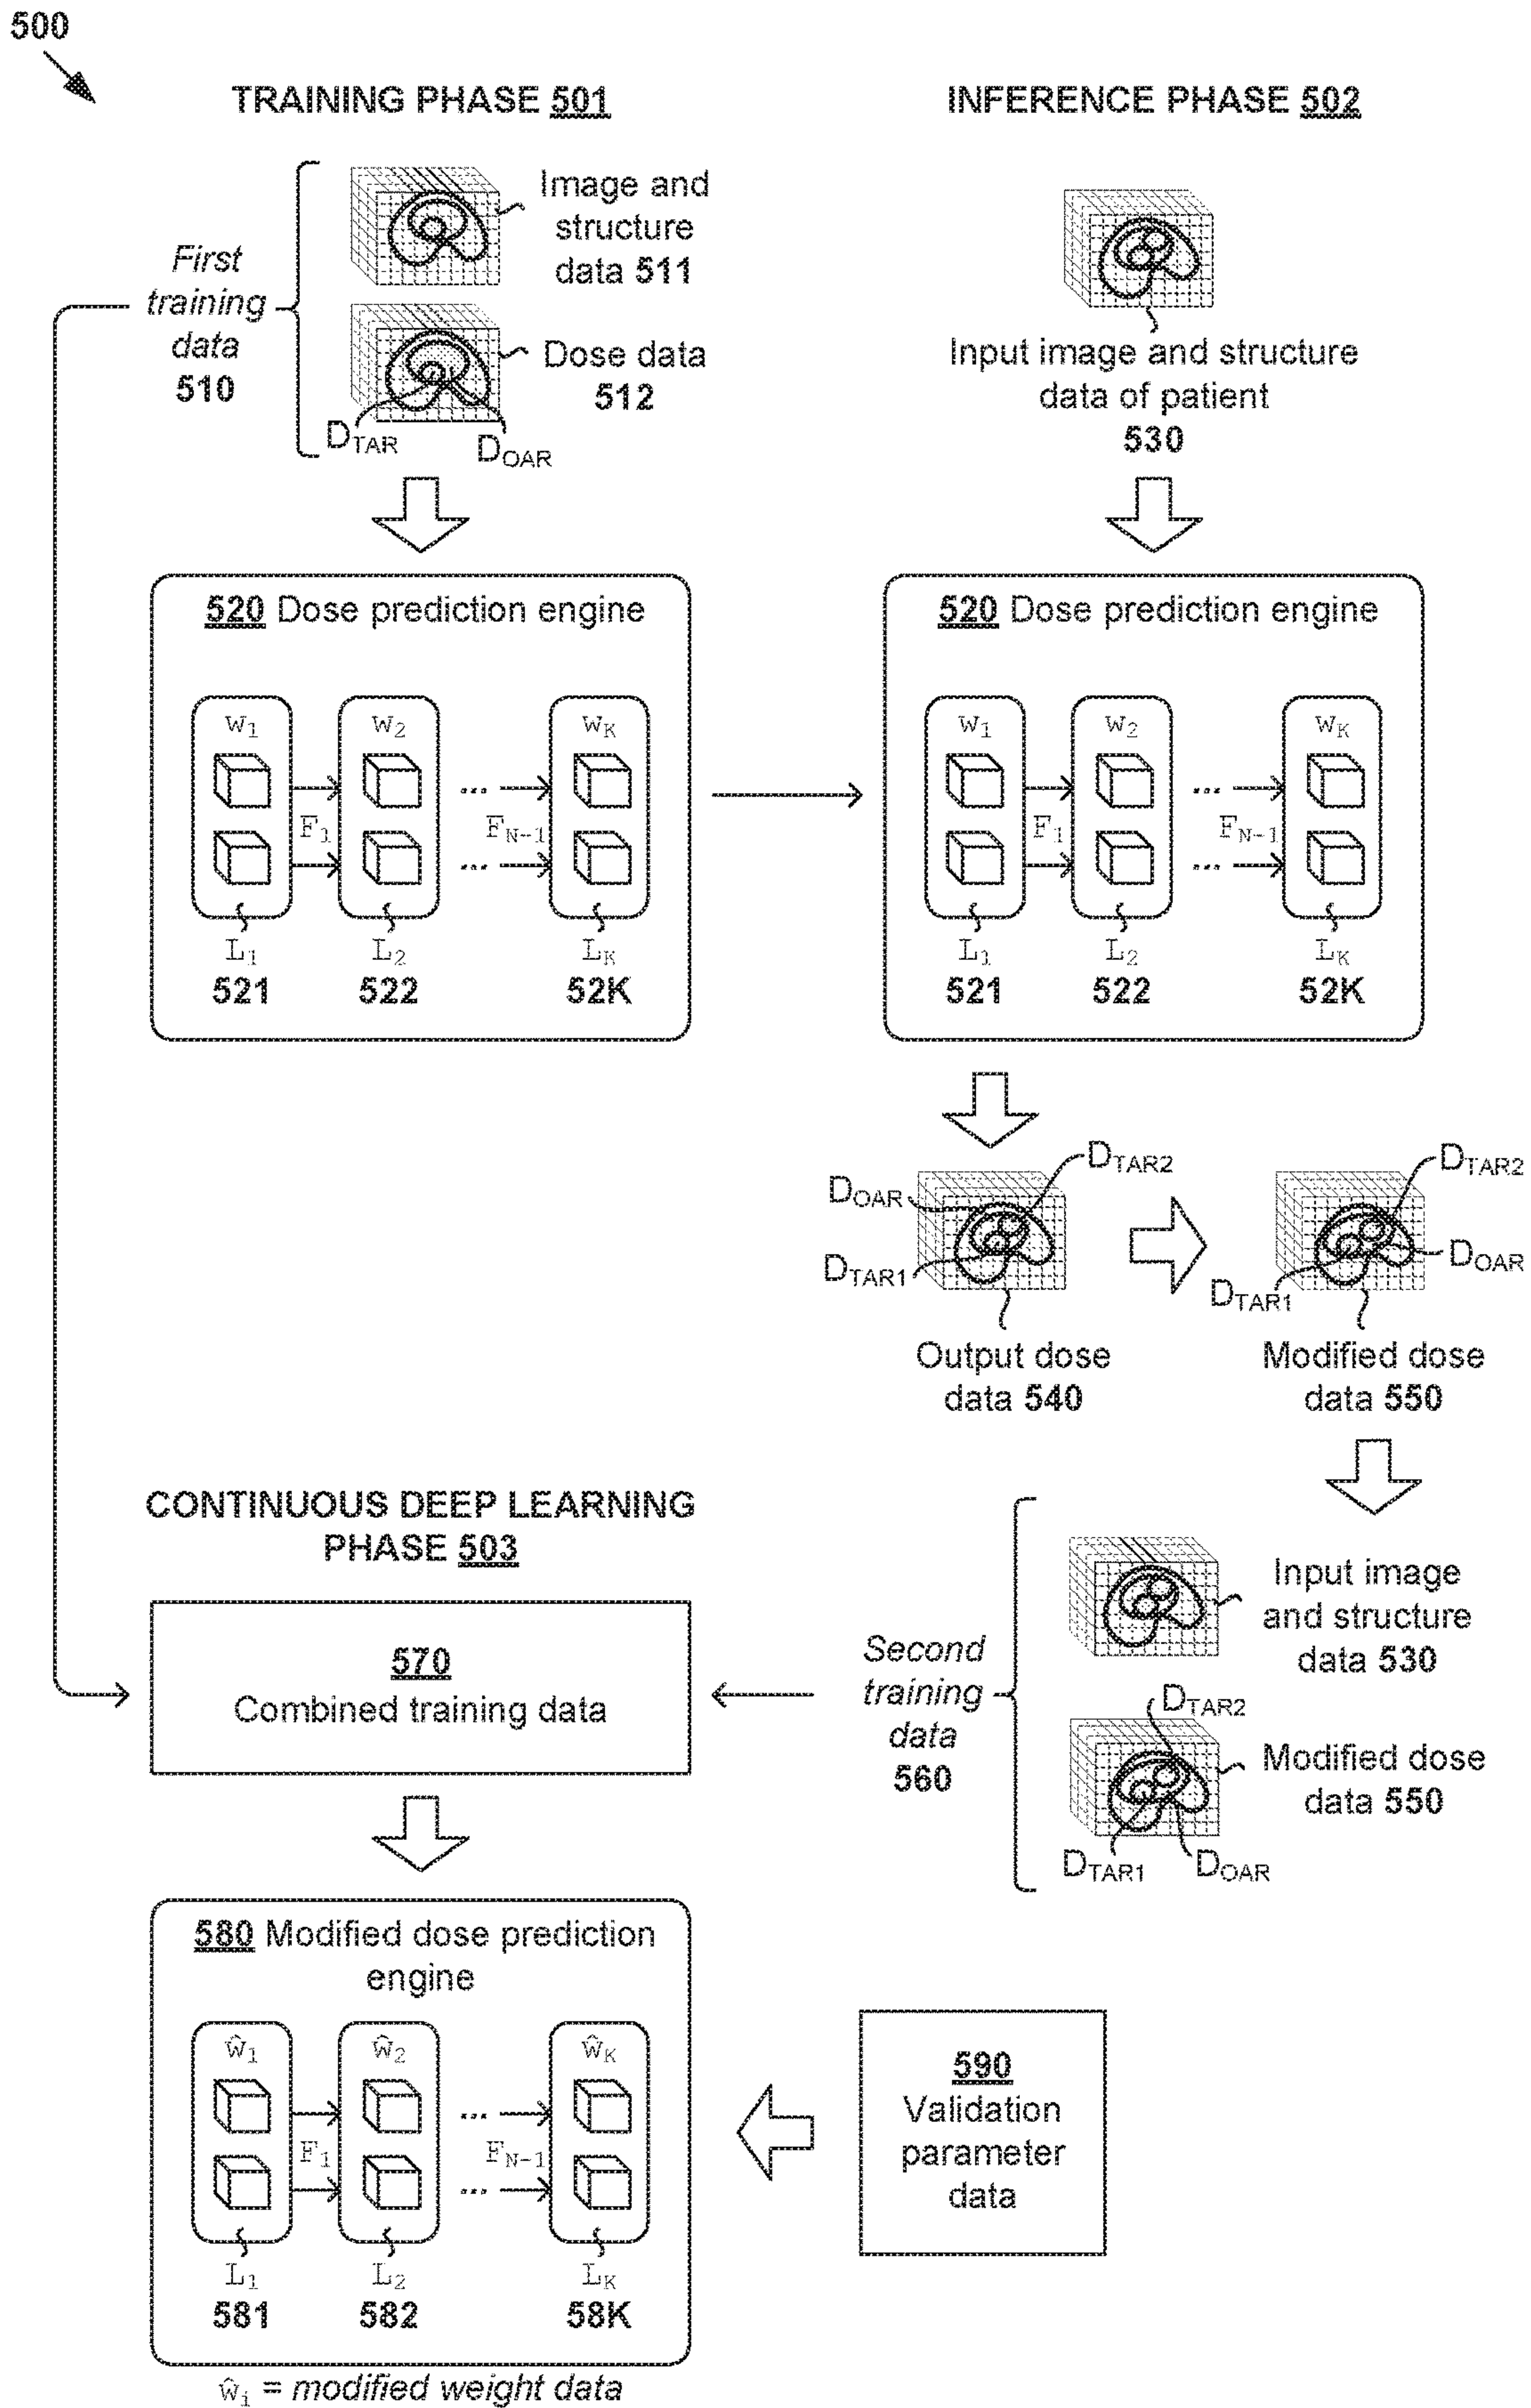 500
TRAINING PHASE 501
INFERENCE PHASE 502
First
training
data
510
Image and
structure
data 511
Dose data
512
DTAR
DOAR
Input image and structure
data of patient
530
520 Dose prediction engine
w1
w2
wK
...
F1
FN-1
...
L1
L2
LK
521
522
52K
520 Dose prediction engine
w1
w2
wK
...
F1
FN-1
...
L1
L2
LK
521
522
52K
DOAR
DTAR2
DTAR1
Output dose
data 540
DTAR2
DOAR
DTAR1
Modified dose
data 550
CONTINUOUS DEEP LEARNING
PHASE 503
570
Combined training data
Second
training
data
560
Input image
and structure
data 530
DTAR2
Modified dose
data 550
DTAR1
DOAR
580 Modified dose prediction
engine
ŵ1
ŵ2
ŵK
...
F1
FN-1
...
L1
L2
LK
581
582
58K
ŵi = modified weight data
590
Validation
parameter
data